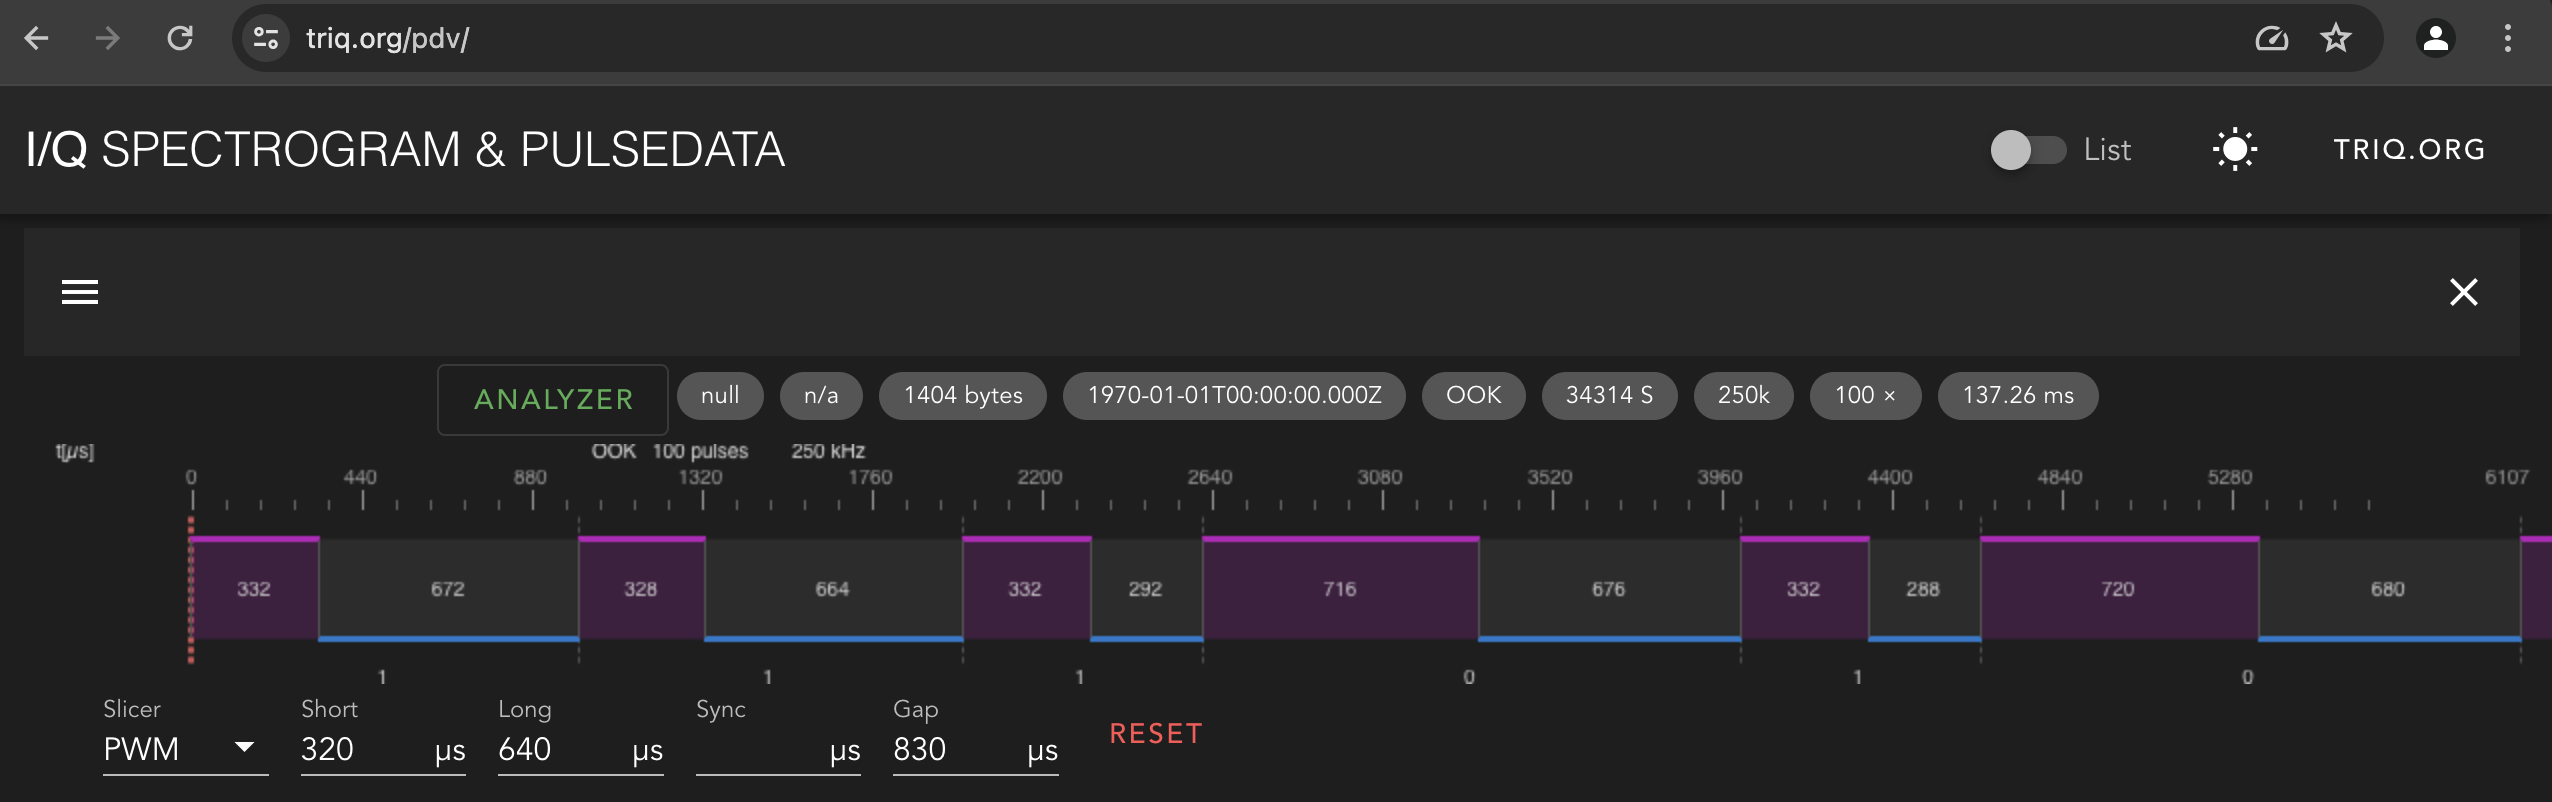 triq.org/pdv/
I/Q SPECTROGRAM & PULSEDATA List TRIQ.ORG
ANALYZER null n/a 1404 bytes 1970-01-01T00:00:00.000Z OOK 34314 S 250k 100 × 137.26 ms
t[µs] OOK 100 pulses 250 kHz
0 440 880 1320 1760 2200 2640 3080 3520 3960 4400 4840 5280 6107
332 672 328 664 332 292 716 676 332 288 720 680
1 1 1 0 1 0
Slicer Short Long Sync Gap
PWM 320 µs 640 µs µs 830 µs RESET